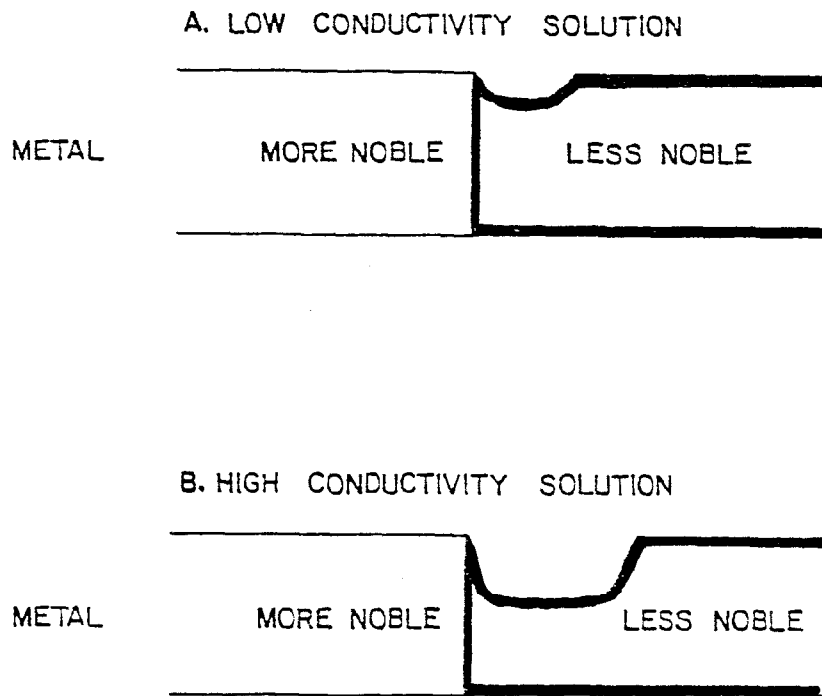 A. LOW CONDUCTIVITY SOLUTION
METAL MORE NOBLE LESS NOBLE
B. HIGH CONDUCTIVITY SOLUTION
METAL MORE NOBLE LESS NOBLE